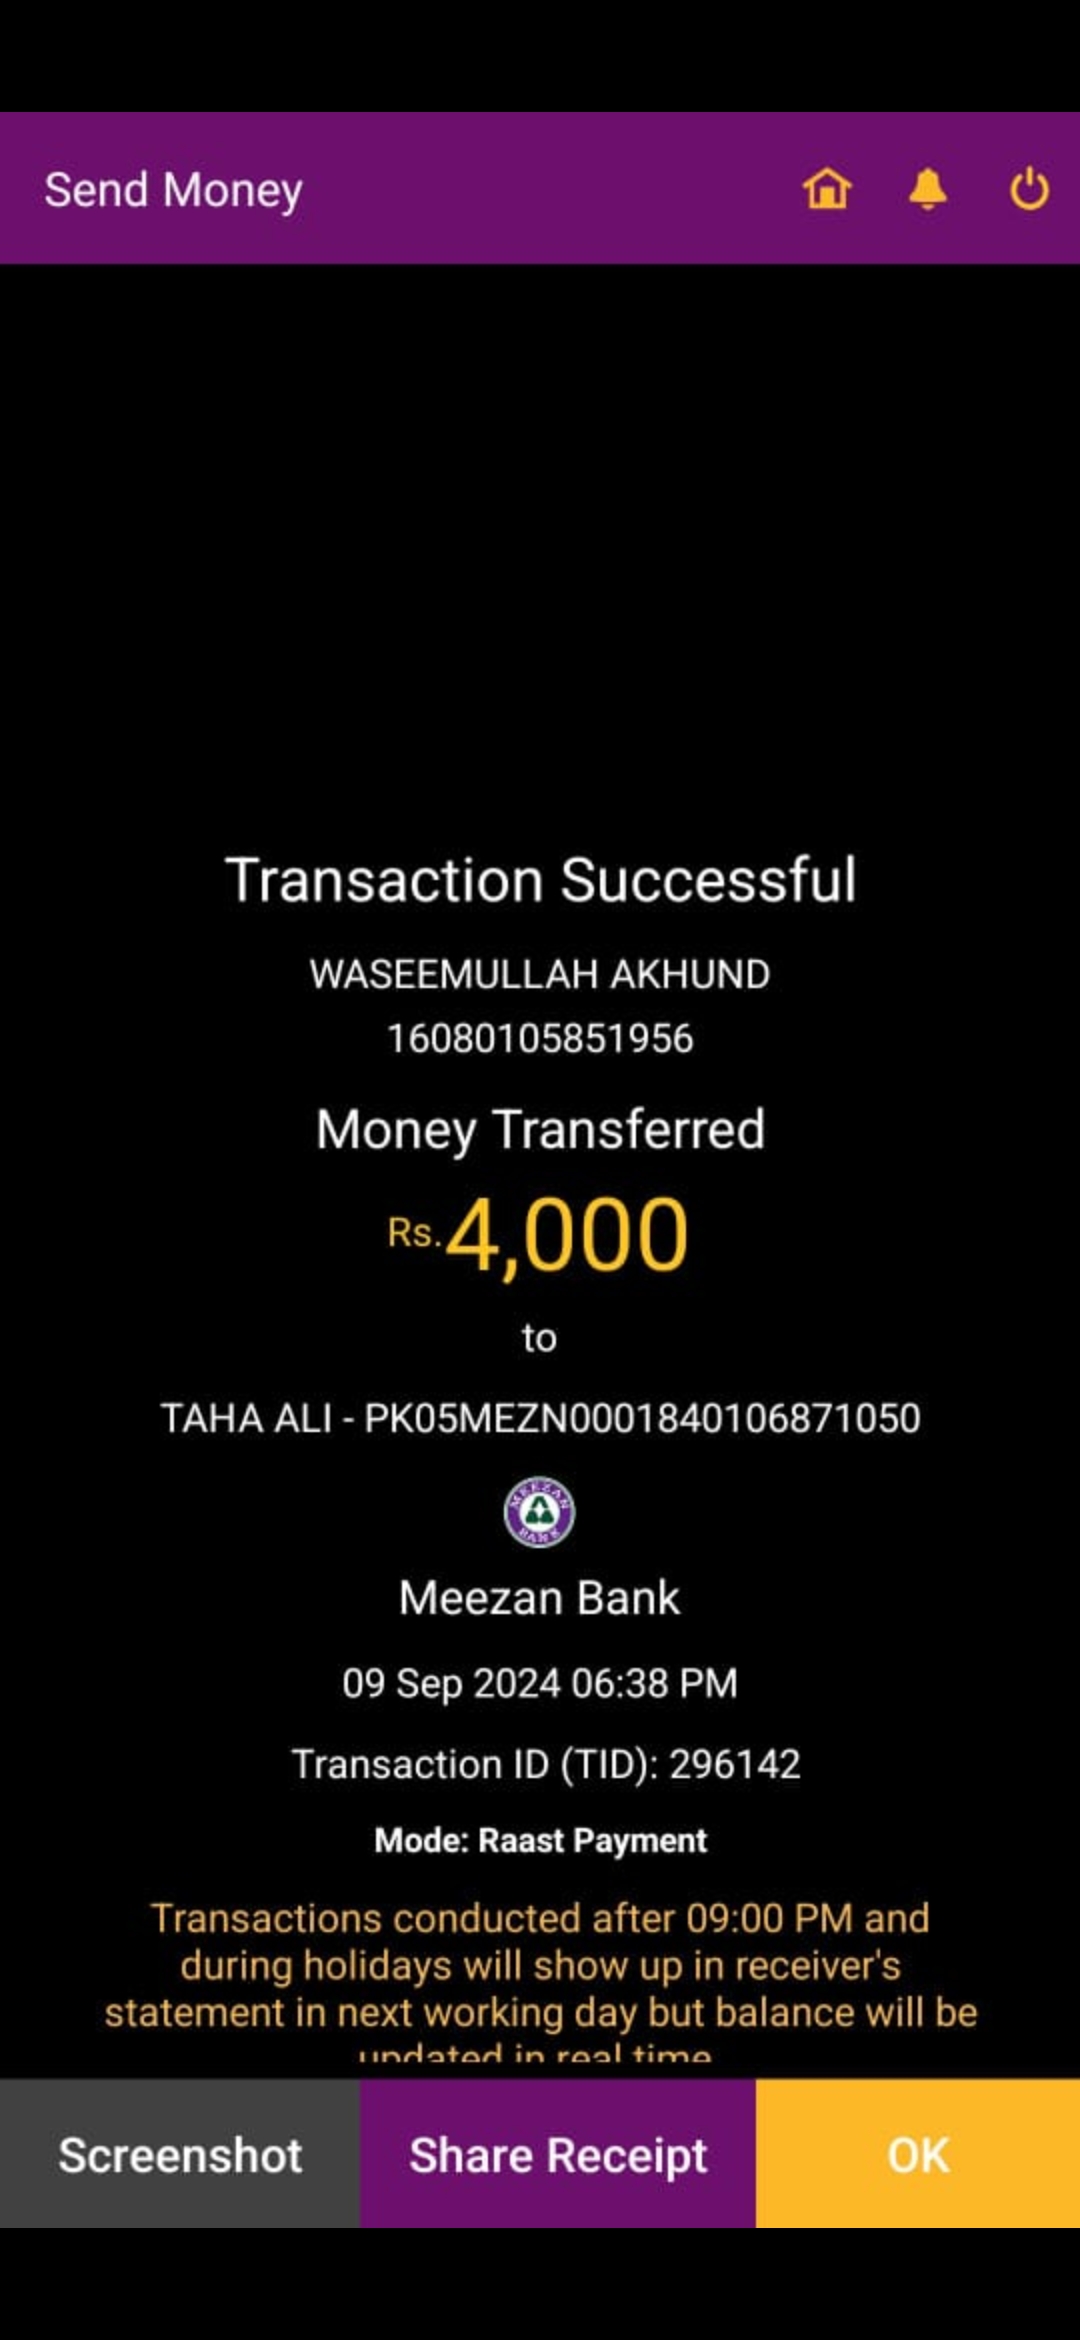 Send Money
Transaction Successful
WASEEMULLAH AKHUND
16080105851956
Money Transferred
Rs.4,000
to
TAHA ALI - PK05MEZN0001840106871050
MEEZAN BANK
Meezan Bank
09 Sep 2024 06:38 PM
Transaction ID (TID): 296142
Mode: Raast Payment
Transactions conducted after 09:00 PM and
during holidays will show up in receiver's
statement in next working day but balance will be
updated in real time
Screenshot
Share Receipt
OK